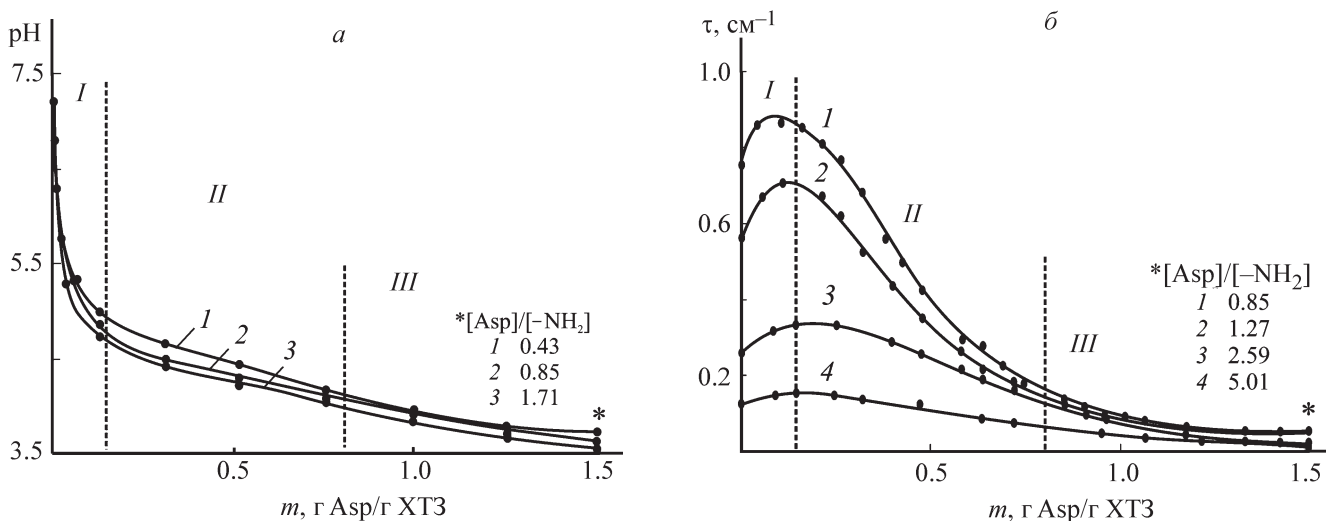 а
pH
7.5
I
II
5.5
III
1
2
3
*[Asp]/[−NH₂]
1 0.43
2 0.85
3 1.71
*
3.5
0.5
1.0
1.5
m, г Asp/г ХТЗ
б
τ, см⁻¹
1.0
I
1
2
0.6
II
3
*[Asp]/[−NH₂]
1 0.85
2 1.27
3 2.59
4 5.01
III
4
0.2
*
0.5
1.0
1.5
m, г Asp/г ХТЗ